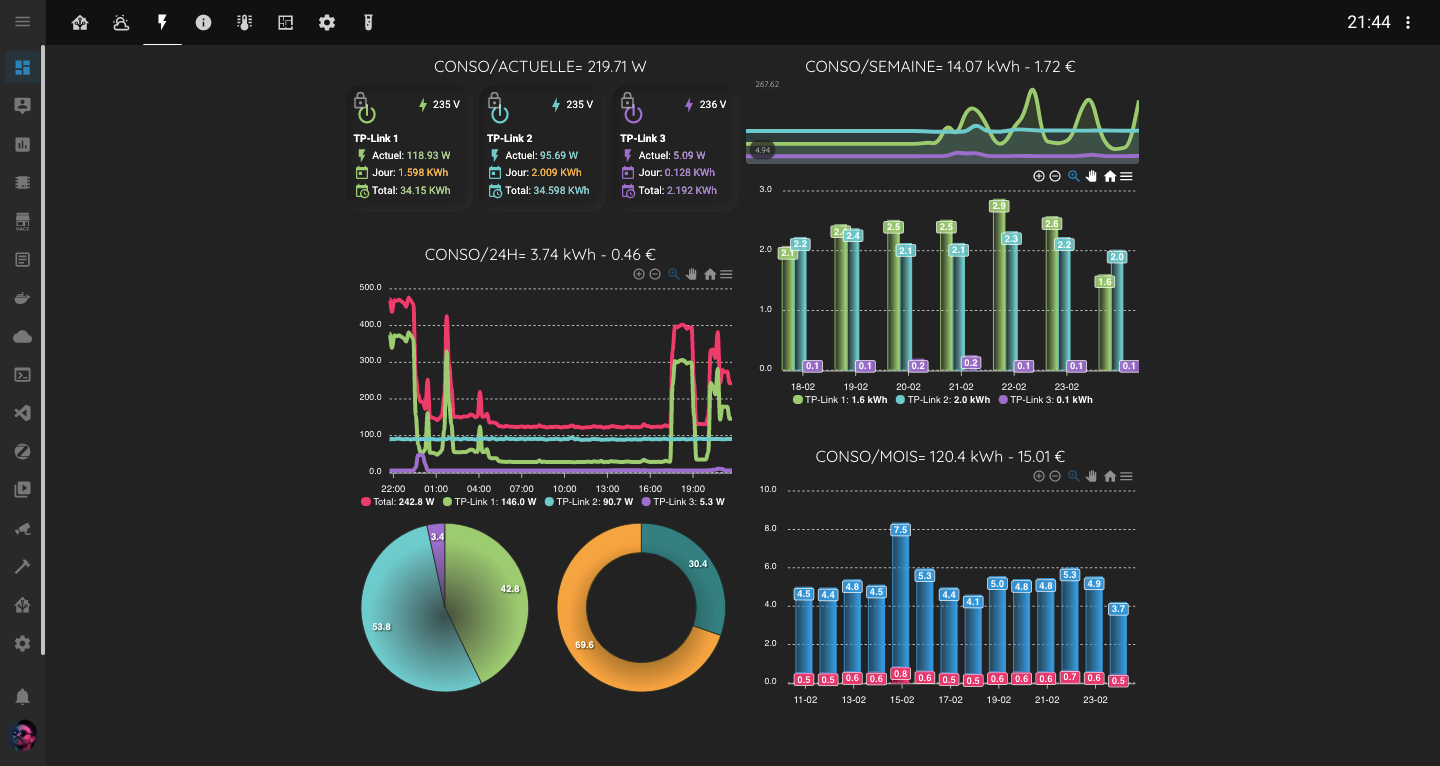 21:44
CONSO/ACTUELLE= 219.71 W
235 V
235 V
236 V
TP-Link 1
TP-Link 2
TP-Link 3
Actuel: 118.93 W
Actuel: 95.69 W
Actuel: 5.09 W
Jour: 1.598 KWh
Jour: 2.009 KWh
Jour: 0.128 KWh
Total: 34.15 KWh
Total: 34.598 KWh
Total: 2.192 KWh
CONSO/24H= 3.74 kWh - 0.46 €
500.0
400.0
300.0
200.0
100.0
0.0
22:00 01:00 04:00 07:00 10:00 13:00 16:00 19:00
Total: 242.8 W TP-Link 1: 146.0 W TP-Link 2: 90.7 W TP-Link 3: 5.3 W
3.4
42.8
53.8
30.4
69.6
CONSO/SEMAINE= 14.07 kWh - 1.72 €
267.62
4.94
3.0
2.0
1.0
0.0
2.1 2.2 0.1
2.4 0.1
2.5 2.1 0.2
2.5 2.1 0.2
2.9 2.3 0.1
2.6 2.2 0.1
1.6 2.0 0.1
18-02 19-02 20-02 21-02 22-02 23-02
TP-Link 1: 1.6 kWh TP-Link 2: 2.0 kWh TP-Link 3: 0.1 kWh
CONSO/MOIS= 120.4 kWh - 15.01 €
10.0
8.0
6.0
4.0
2.0
0.0
4.5 4.4 4.8 4.5 7.5 5.3 4.4 4.1 5.0 4.8 4.8 5.3 4.9 3.7
0.5 0.5 0.6 0.6 0.8 0.6 0.5 0.5 0.6 0.6 0.6 0.7 0.6 0.5
11-02 13-02 15-02 17-02 19-02 21-02 23-02
HACS